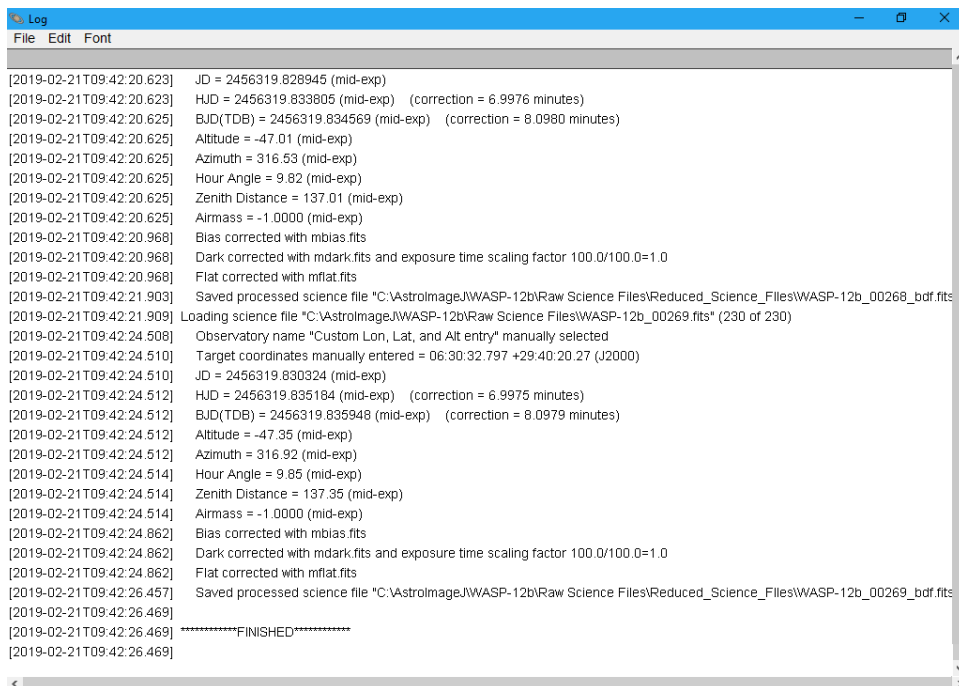 Log
File Edit Font
[2019-02-21T09:42:20.623] JD = 2456319.828945 (mid-exp)
[2019-02-21T09:42:20.623] HJD = 2456319.833805 (mid-exp) (correction = 6.9976 minutes)
[2019-02-21T09:42:20.625] BJD(TDB) = 2456319.834569 (mid-exp) (correction = 8.0980 minutes)
[2019-02-21T09:42:20.625] Altitude = -47.01 (mid-exp)
[2019-02-21T09:42:20.625] Azimuth = 316.53 (mid-exp)
[2019-02-21T09:42:20.625] Hour Angle = 9.82 (mid-exp)
[2019-02-21T09:42:20.625] Zenith Distance = 137.01 (mid-exp)
[2019-02-21T09:42:20.625] Airmass = -1.0000 (mid-exp)
[2019-02-21T09:42:20.968] Bias corrected with mbias.fits
[2019-02-21T09:42:20.968] Dark corrected with mdark.fits and exposure time scaling factor 100.0/100.0=1.0
[2019-02-21T09:42:20.968] Flat corrected with mflat.fits
[2019-02-21T09:42:21.903] Saved processed science file "C:\AstroImageJ\WASP-12b\Raw Science Files\Reduced_Science_FIles\WASP-12b_00268_bdf.fits
[2019-02-21T09:42:21.909] Loading science file "C:\AstroImageJ\WASP-12b\Raw Science Files\WASP-12b_00269.fits" (230 of 230)
[2019-02-21T09:42:24.508] Observatory name "Custom Lon, Lat, and Alt entry" manually selected
[2019-02-21T09:42:24.510] Target coordinates manually entered = 06:30:32.797 +29:40:20.27 (J2000)
[2019-02-21T09:42:24.510] JD = 2456319.830324 (mid-exp)
[2019-02-21T09:42:24.512] HJD = 2456319.835184 (mid-exp) (correction = 6.9975 minutes)
[2019-02-21T09:42:24.512] BJD(TDB) = 2456319.835948 (mid-exp) (correction = 8.0979 minutes)
[2019-02-21T09:42:24.512] Altitude = -47.35 (mid-exp)
[2019-02-21T09:42:24.512] Azimuth = 316.92 (mid-exp)
[2019-02-21T09:42:24.514] Hour Angle = 9.85 (mid-exp)
[2019-02-21T09:42:24.514] Zenith Distance = 137.35 (mid-exp)
[2019-02-21T09:42:24.514] Airmass = -1.0000 (mid-exp)
[2019-02-21T09:42:24.862] Bias corrected with mbias.fits
[2019-02-21T09:42:24.862] Dark corrected with mdark.fits and exposure time scaling factor 100.0/100.0=1.0
[2019-02-21T09:42:24.862] Flat corrected with mflat.fits
[2019-02-21T09:42:26.457] Saved processed science file "C:\AstroImageJ\WASP-12b\Raw Science Files\Reduced_Science_FIles\WASP-12b_00269_bdf.fits
[2019-02-21T09:42:26.469]
[2019-02-21T09:42:26.469] ************FINISHED************
[2019-02-21T09:42:26.469]